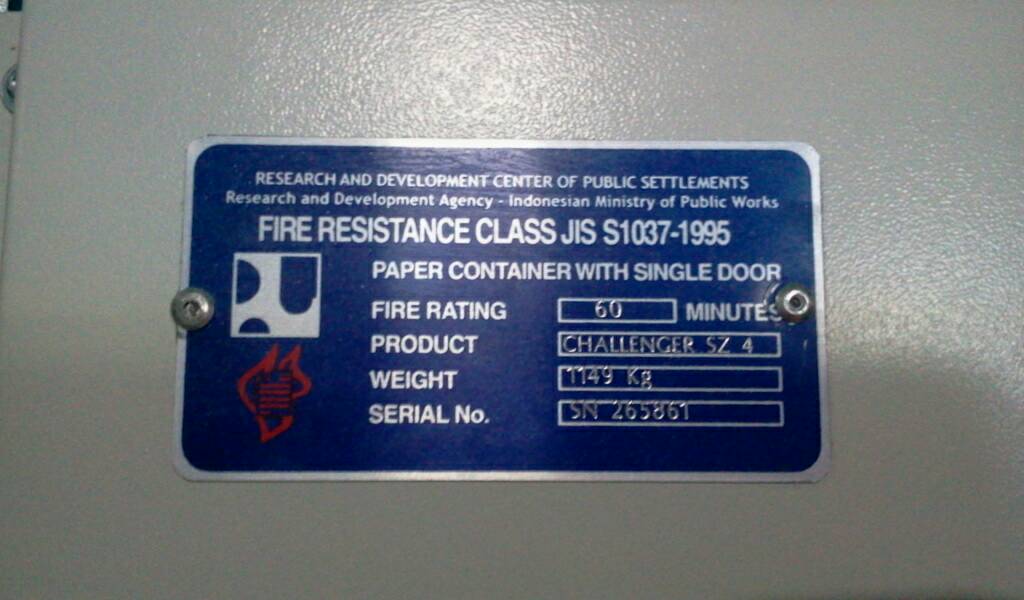 RESEARCH AND DEVELOPMENT CENTER OF PUBLIC SETTLEMENTS
Research and Development Agency - Indonesian Ministry of Public Works
FIRE RESISTANCE CLASS JIS S1037-1995
PAPER CONTAINER WITH SINGLE DOOR
FIRE RATING 60 MINUTES
PRODUCT CHALLENGER SZ 4
WEIGHT 1149 Kg
SERIAL No. SN 265861